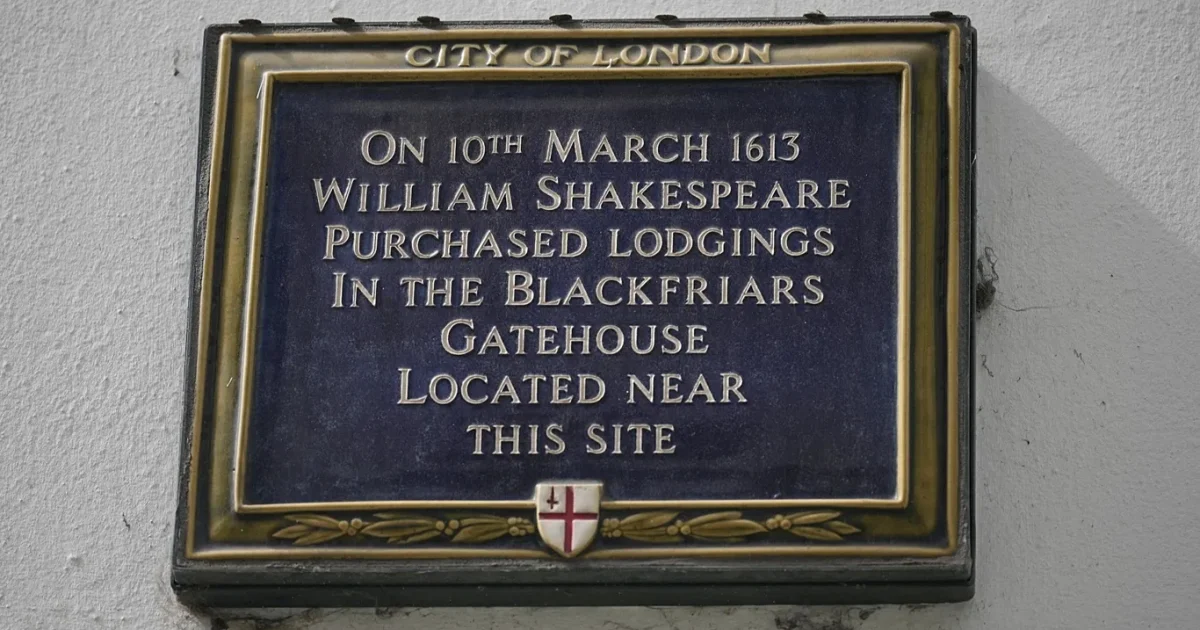 CITY OF LONDON
ON 10TH MARCH 1613
WILLIAM SHAKESPEARE
PURCHASED LODGINGS
IN THE BLACKFRIARS
GATEHOUSE
LOCATED NEAR
THIS SITE